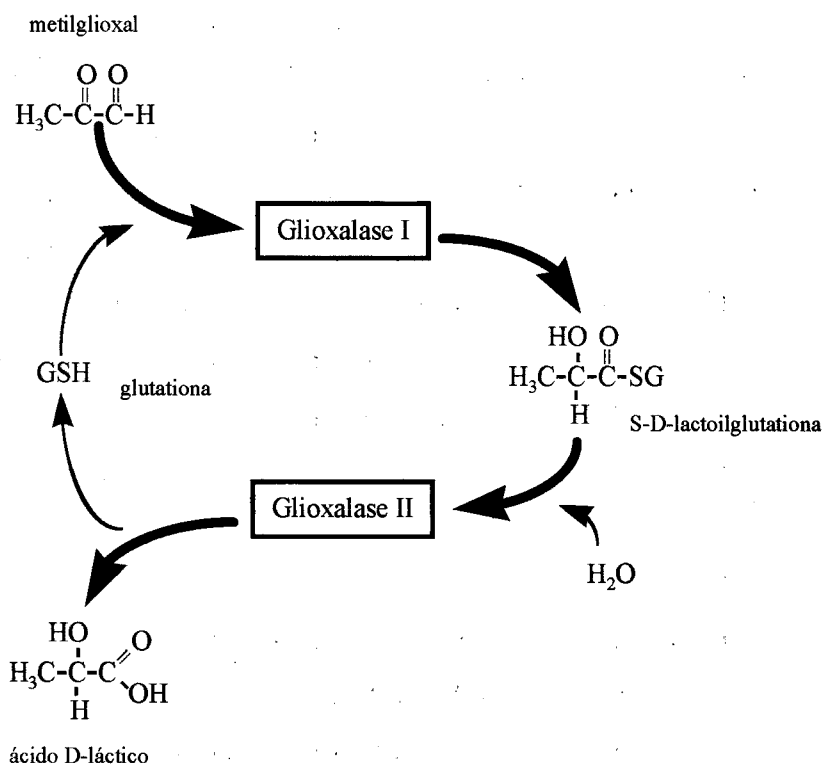 metilglioxal
O O
H₃C-C-C-H
Glioxalase I
HO O
H₃C-C-C-SG
H
S-D-lactoilglutationa
GSH
glutationa
Glioxalase II
H₂O
HO O
H₃C-C-C
OH
H
ácido D-láctico